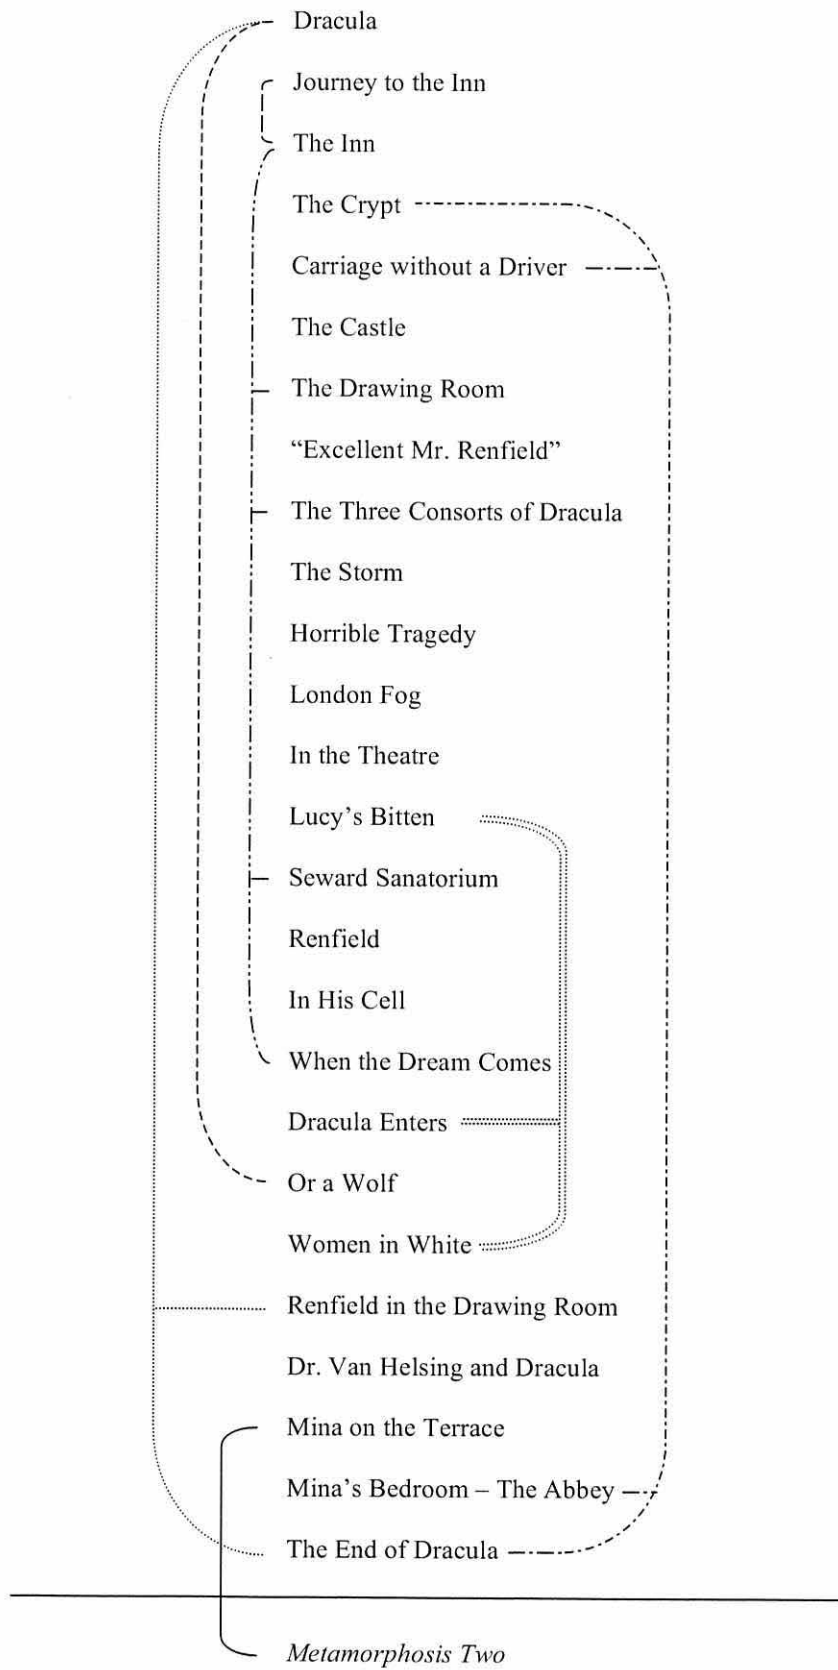 Dracula
Journey to the Inn
The Inn
The Crypt
Carriage without a Driver
The Castle
The Drawing Room
“Excellent Mr. Renfield”
The Three Consorts of Dracula
The Storm
Horrible Tragedy
London Fog
In the Theatre
Lucy’s Bitten
Seward Sanatorium
Renfield
In His Cell
When the Dream Comes
Dracula Enters
Or a Wolf
Women in White
Renfield in the Drawing Room
Dr. Van Helsing and Dracula
Mina on the Terrace
Mina’s Bedroom – The Abbey
The End of Dracula
Metamorphosis Two